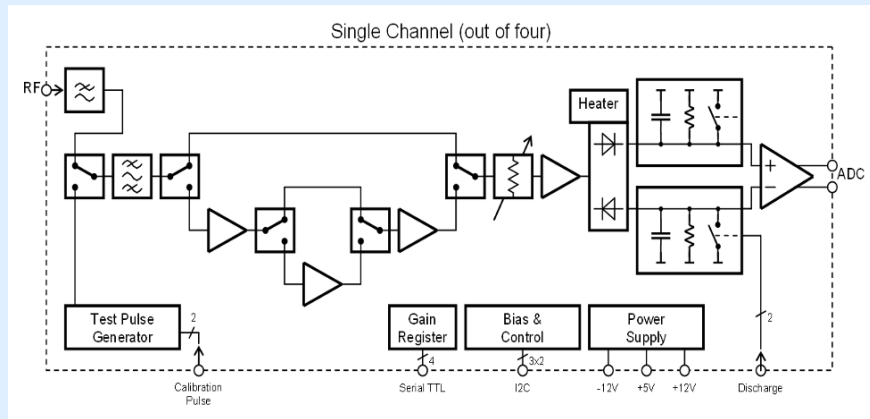 Single Channel (out of four)
RF
Heater
+
−
ADC
Test Pulse
Generator
2
Gain
Register
4
Bias &
Control
3x2
Power
Supply
2
Calibration
Pulse
Serial TTL
I2C
-12V
+5V
+12V
Discharge